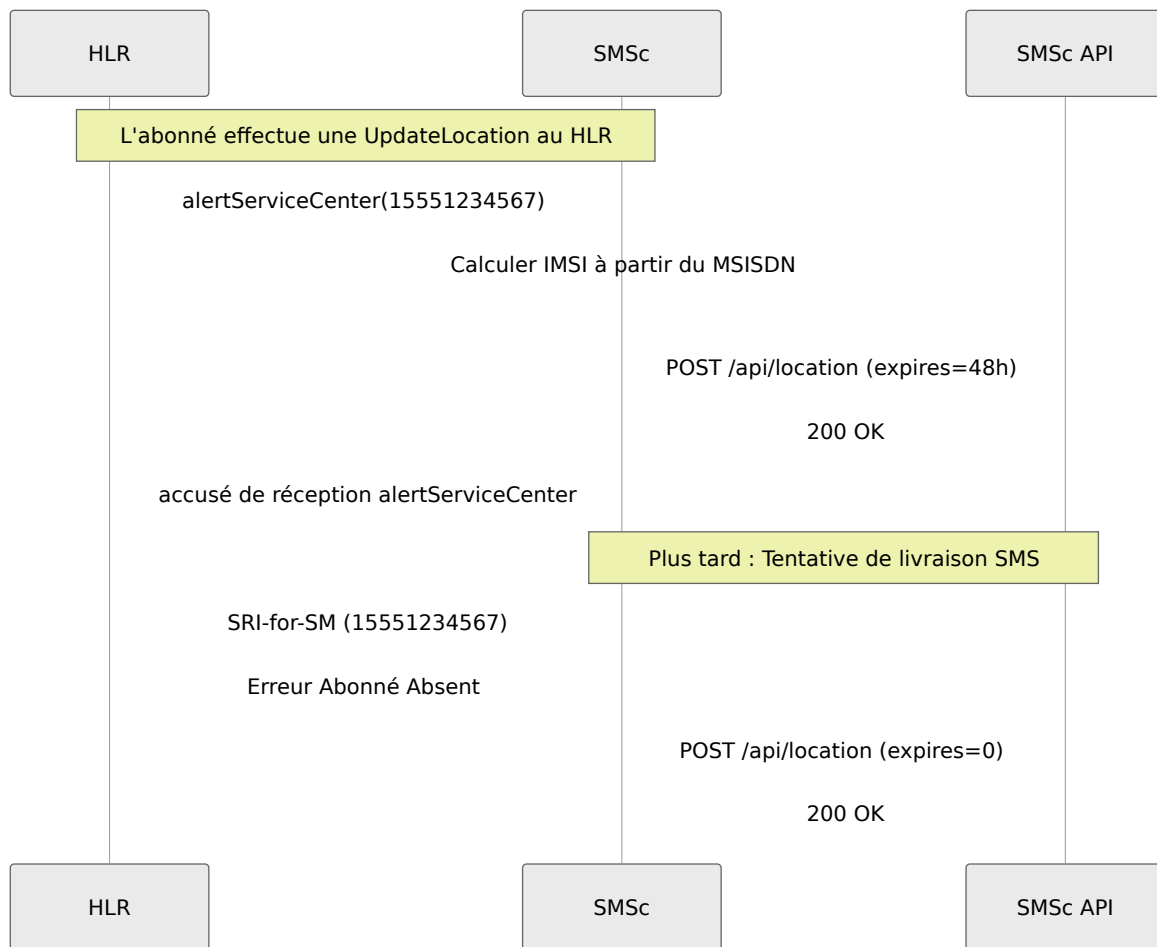 HLR
SMSc
SMSc API
L'abonné effectue une UpdateLocation au HLR
alertServiceCenter(15551234567)
Calculer IMSI à partir du MSISDN
POST /api/location (expires=48h)
200 OK
accusé de réception alertServiceCenter
Plus tard : Tentative de livraison SMS
SRI-for-SM (15551234567)
Erreur Abonné Absent
POST /api/location (expires=0)
200 OK
HLR
SMSc
SMSc API